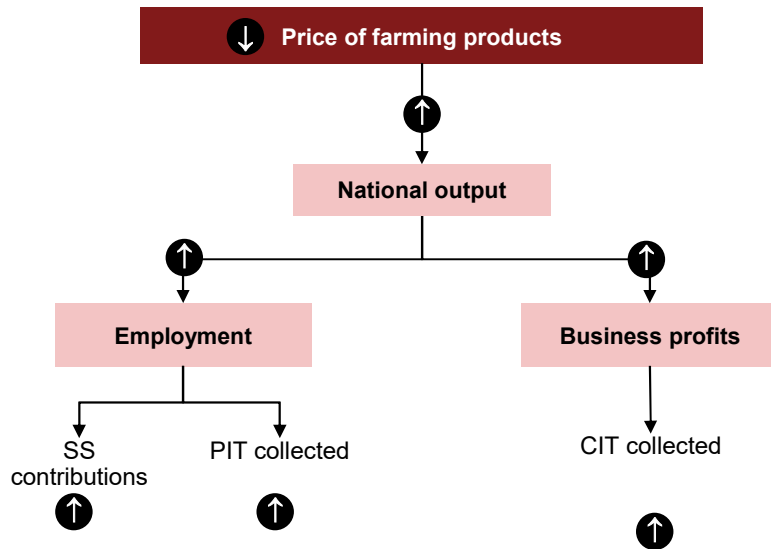 Price of farming products
National output
Employment
Business profits
SS
contributions
PIT collected
CIT collected